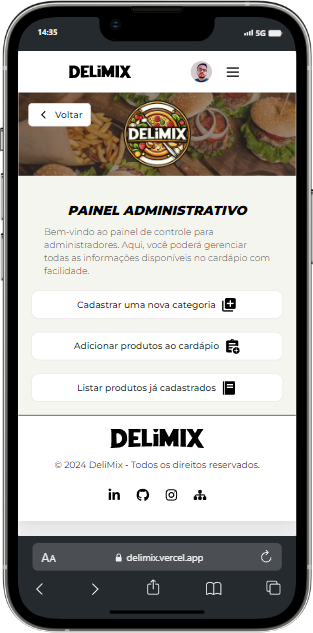 14:35
5G
DELiMIX
Voltar
DELiMIX
PAINEL ADMINISTRATIVO
Bem-vindo ao painel de controle para
administradores. Aqui, você poderá gerenciar
todas as informações disponíveis no cardápio com
facilidade.
Cadastrar uma nova categoria
Adicionar produtos ao cardápio
Listar produtos já cadastrados
DELiMIX
© 2024 DeliMix - Todos os direitos reservados.
in
AA
delimix.vercel.app